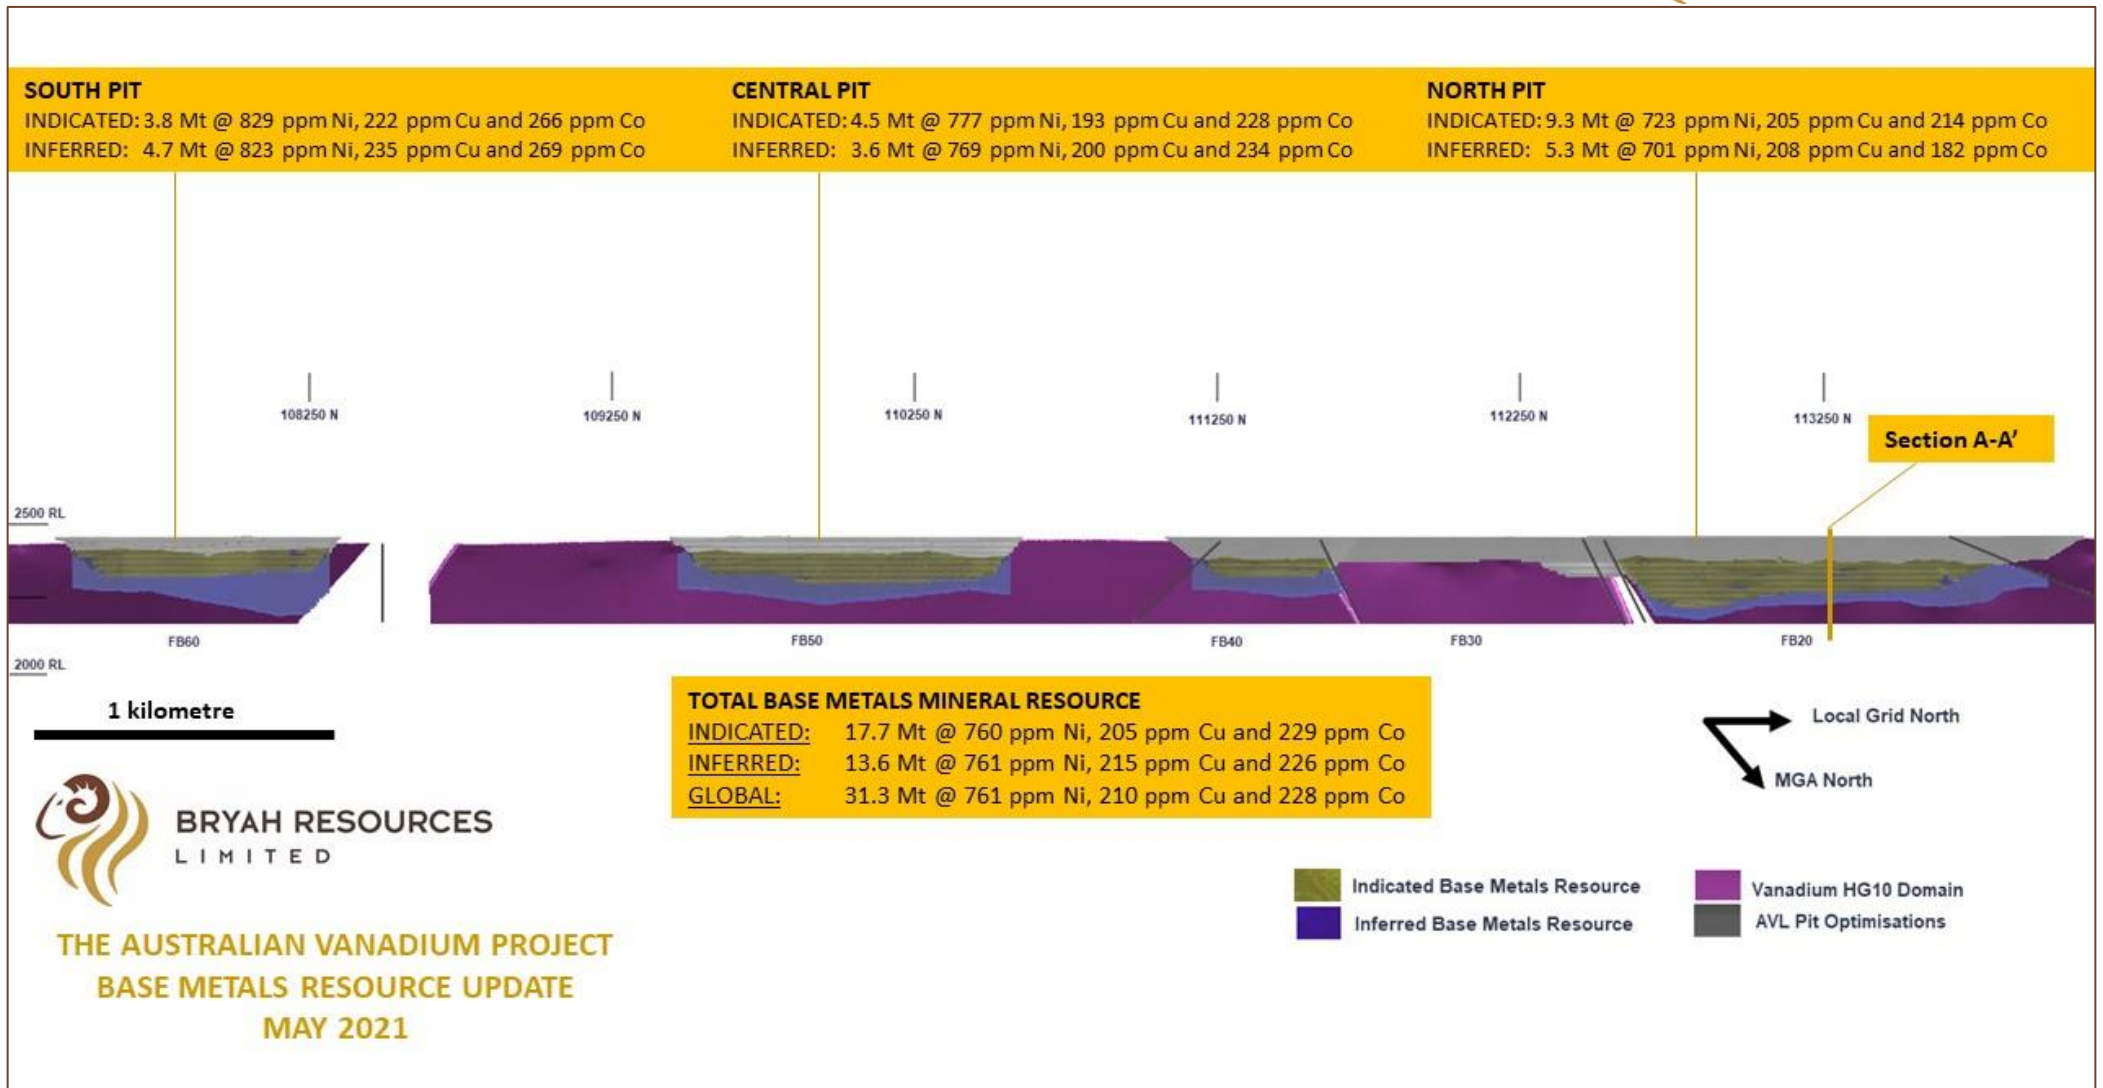 SOUTH PIT
INDICATED: 3.8 Mt @ 829 ppm Ni, 222 ppm Cu and 266 ppm Co
INFERRED: 4.7 Mt @ 823 ppm Ni, 235 ppm Cu and 269 ppm Co
CENTRAL PIT
INDICATED: 4.5 Mt @ 777 ppm Ni, 193 ppm Cu and 228 ppm Co
INFERRED: 3.6 Mt @ 769 ppm Ni, 200 ppm Cu and 234 ppm Co
NORTH PIT
INDICATED: 9.3 Mt @ 723 ppm Ni, 205 ppm Cu and 214 ppm Co
INFERRED: 5.3 Mt @ 701 ppm Ni, 208 ppm Cu and 182 ppm Co
108250 N
109250 N
110250 N
111250 N
112250 N
113250 N
Section A-A’
2500 RL
FB60
FB50
FB40
FB30
FB20
2000 RL
1 kilometre
TOTAL BASE METALS MINERAL RESOURCE
INDICATED: 17.7 Mt @ 760 ppm Ni, 205 ppm Cu and 229 ppm Co
INFERRED: 13.6 Mt @ 761 ppm Ni, 215 ppm Cu and 226 ppm Co
GLOBAL: 31.3 Mt @ 761 ppm Ni, 210 ppm Cu and 228 ppm Co
Local Grid North
MGA North
BRYAH RESOURCES
LIMITED
Indicated Base Metals Resource
Inferred Base Metals Resource
Vanadium HG10 Domain
AVL Pit Optimisations
THE AUSTRALIAN VANADIUM PROJECT
BASE METALS RESOURCE UPDATE
MAY 2021